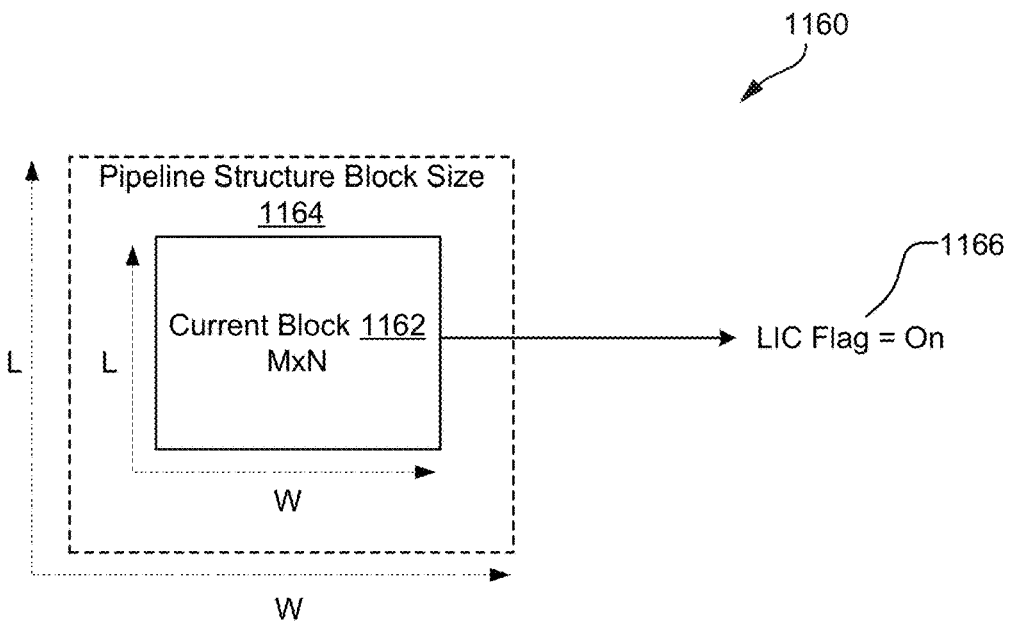 1160
Pipeline Structure Block Size
1164
1166
Current Block 1162
MxN
LIC Flag = On
L
L
W
W